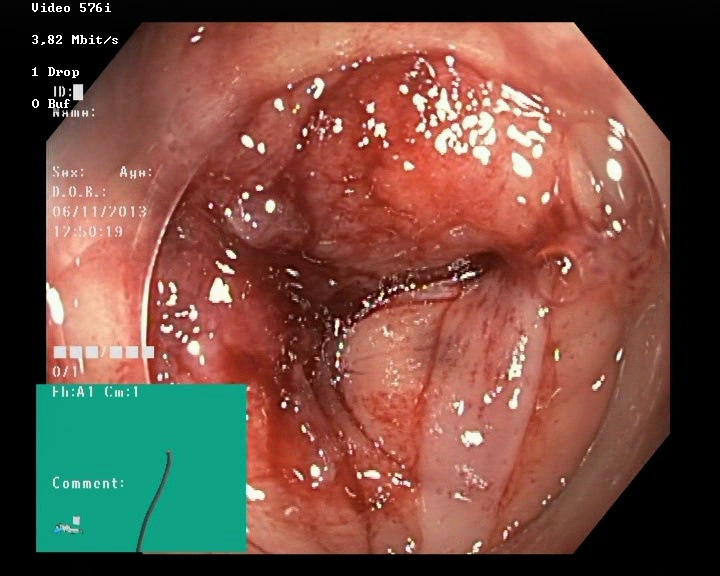 Video 576i
3,82 Mbit/s
1 Drop
ID:
0 Buf
Name:
Sex: Age:
D.O.B.:
06/11/2013
12:50:19
0/1
Eh:A1 Cm:1
Comment: